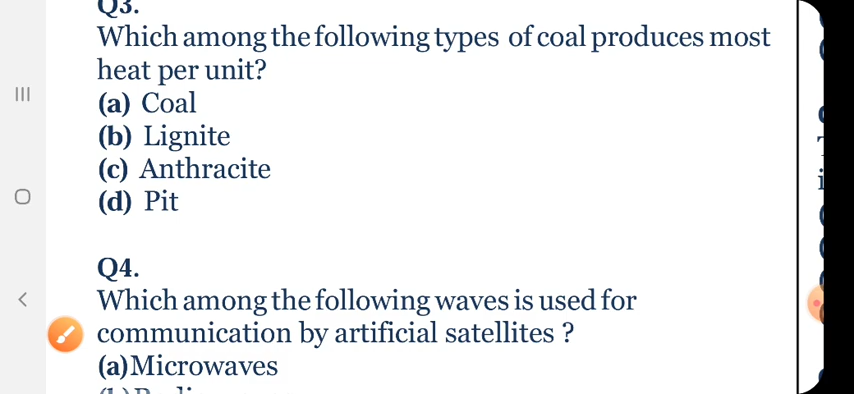 Q3.
Which among the following types of coal produces most
heat per unit?
(a) Coal
(b) Lignite
(c) Anthracite
(d) Pit
Q4.
Which among the following waves is used for
communication by artificial satellites ?
(a)Microwaves